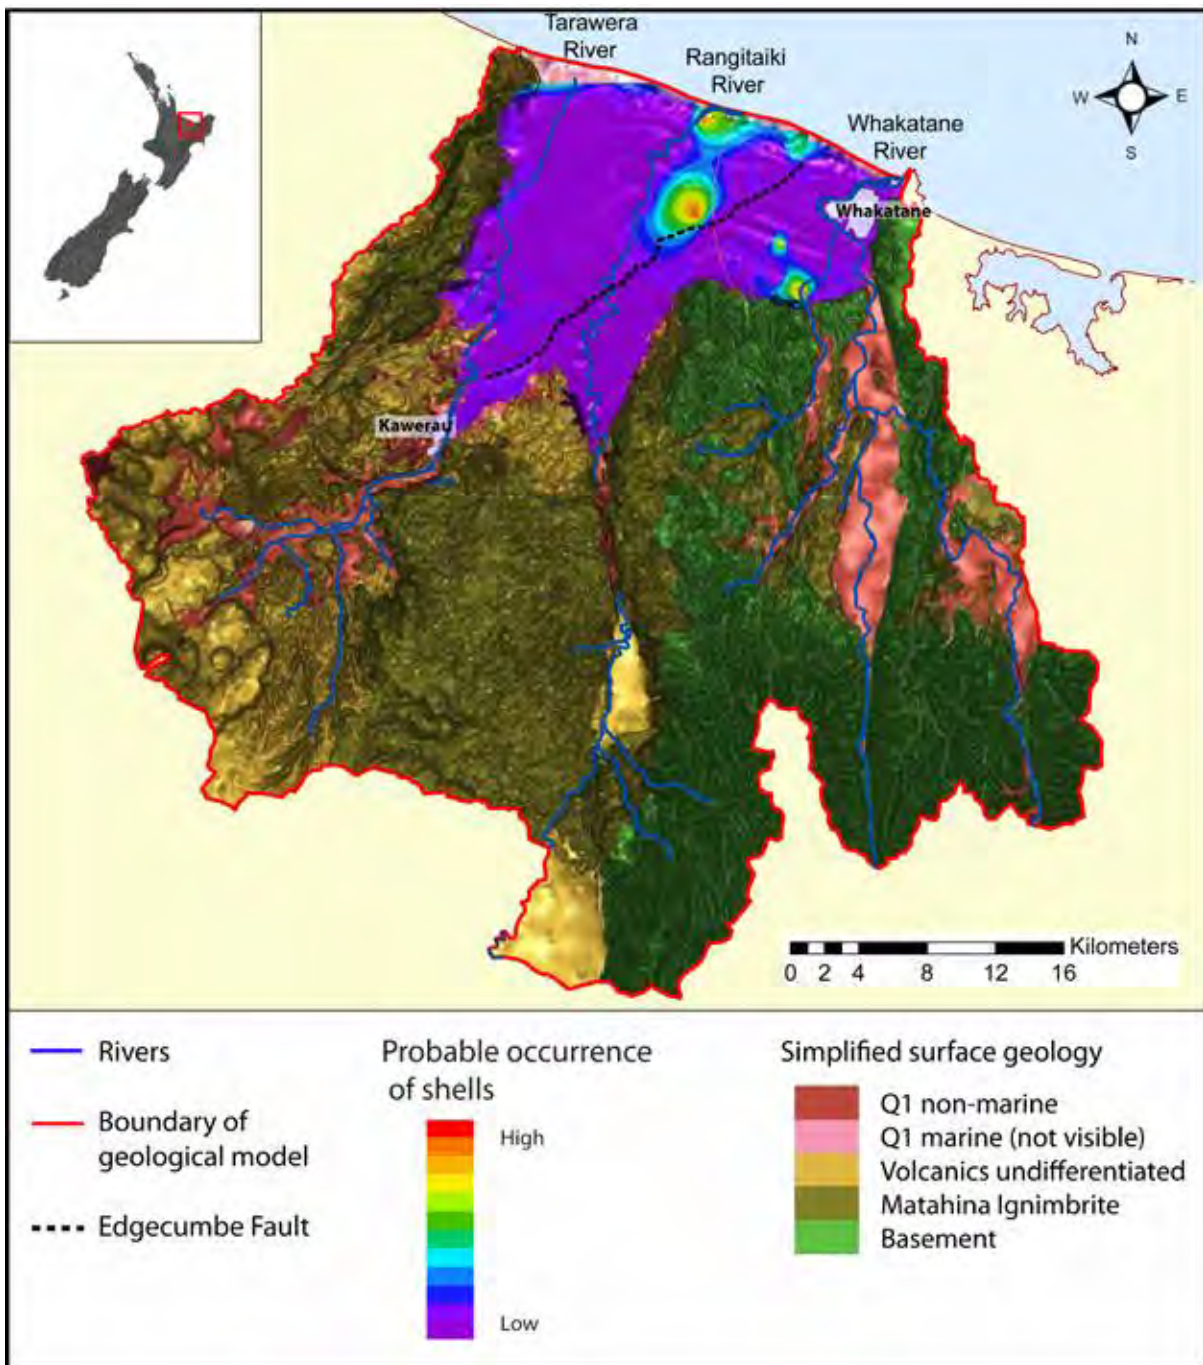 Tarawera
River
Rangitaiki
River
Whakatane
River
N
W
E
S
Whakatane
Kawerau
Kilometers
0 2 4 8 12 16
Rivers
Boundary of
geological model
Edgecumbe Fault
Probable occurrence
of shells
High
Low
Simplified surface geology
Q1 non-marine
Q1 marine (not visible)
Volcanics undifferentiated
Matahina Ignimbrite
Basement